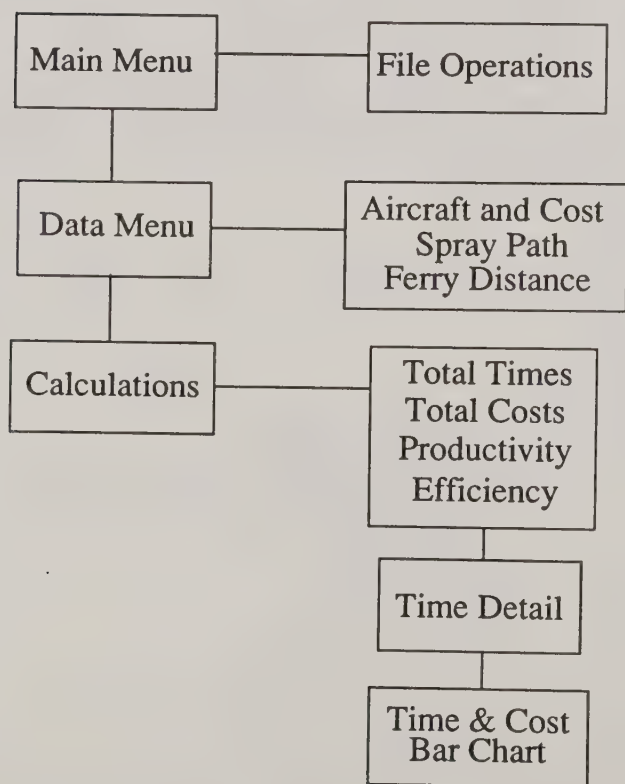 Main Menu
File Operations
Data Menu
Aircraft and Cost
Spray Path
Ferry Distance
Calculations
Total Times
Total Costs
Productivity
Efficiency
Time Detail
Time & Cost
Bar Chart